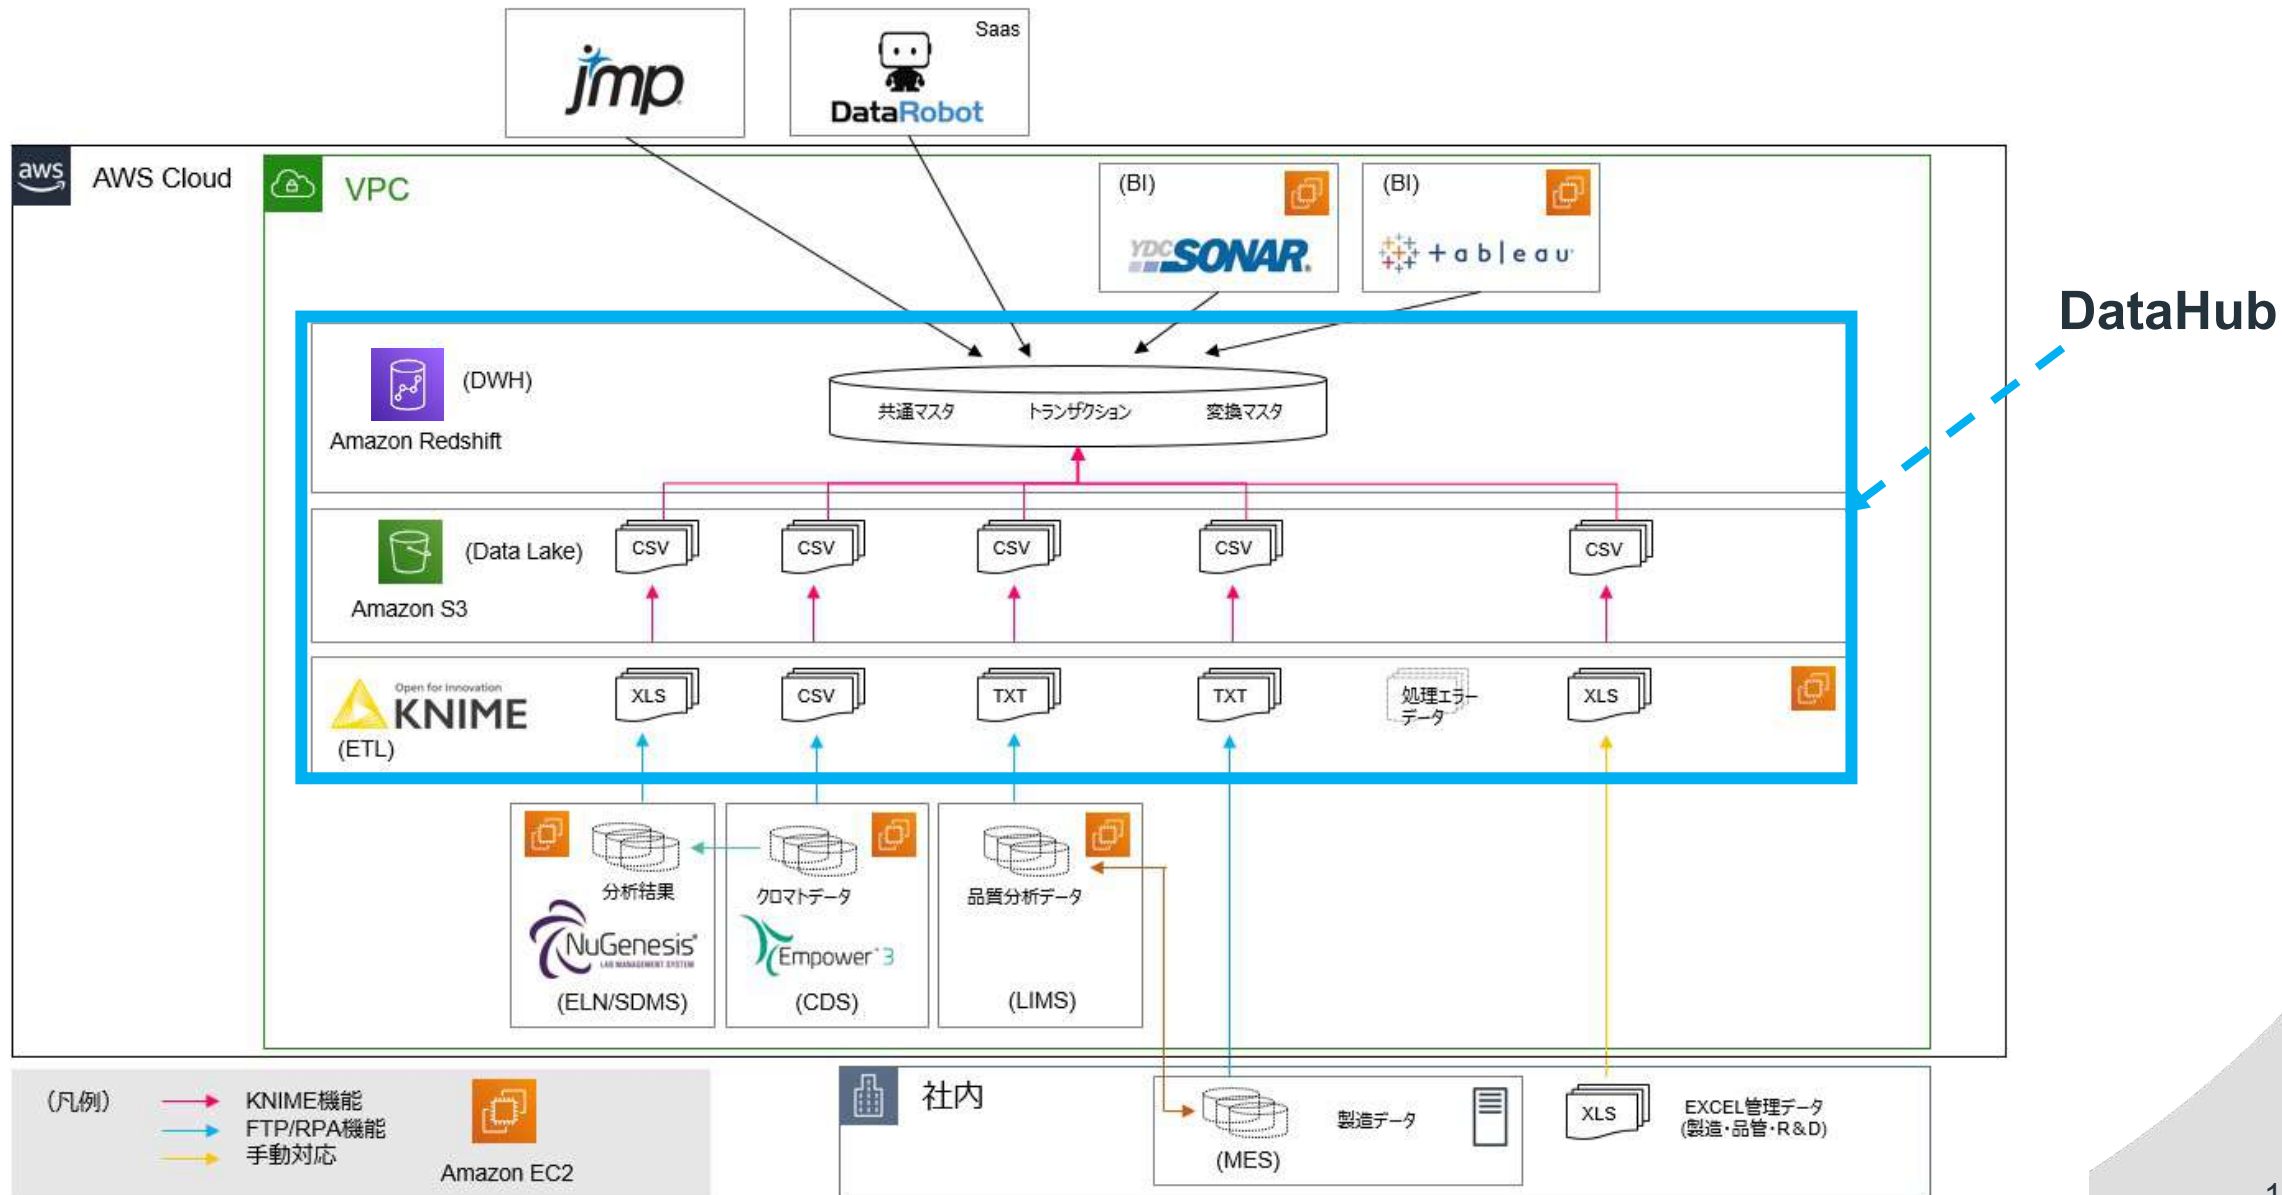 jmp
Saas
DataRobot
aws
AWS Cloud
VPC
(BI)
YDC SONAR
(BI)
+ableau
DataHub
(DWH)
Amazon Redshift
共通マスタ
トランザクション
変換マスタ
(Data Lake)
Amazon S3
CSV
CSV
CSV
CSV
CSV
Open for Innovation
KNIME
(ETL)
XLS
CSV
TXT
TXT
処理エラー
データ
XLS
分析結果
NuGenesis
LAB MANAGEMENT SYSTEM
(ELN/SDMS)
クロマトデータ
Empower 3
(CDS)
品質分析データ
(LIMS)
(凡例)
KNIME機能
FTP/RPA機能
手動対応
Amazon EC2
社内
製造データ
(MES)
XLS
EXCEL管理データ
(製造・品管・R&D)